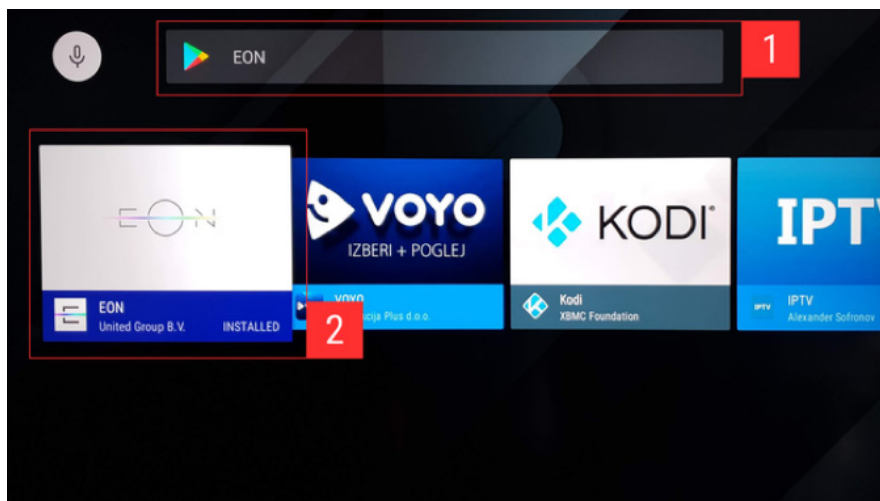 EON
1
EON
VOYO
IZBERI + POGLEJ
KODI
IPTV
EON
United Group B.V. INSTALLED
2
VOYO
Plus d.o.o.
Kodi
XBMC Foundation
IPTV
IPTV
Alexander Sofronov